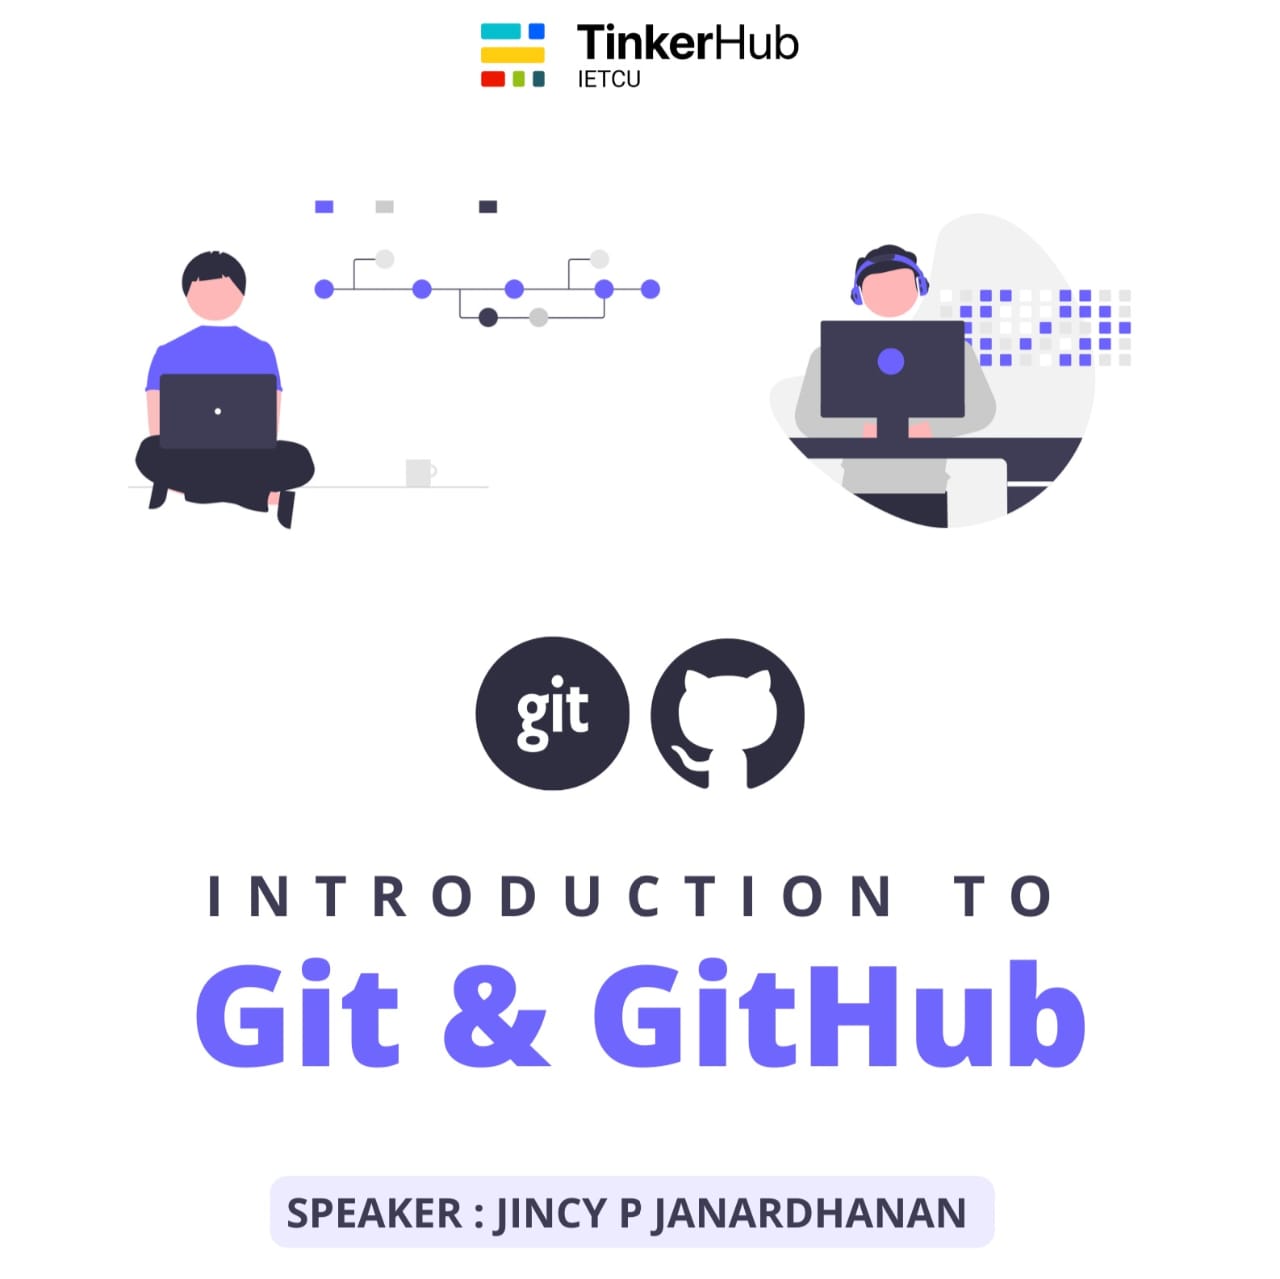 TinkerHub
IETCU
git
INTRODUCTION TO
Git & GitHub
SPEAKER : JINCY P JANARDHANAN